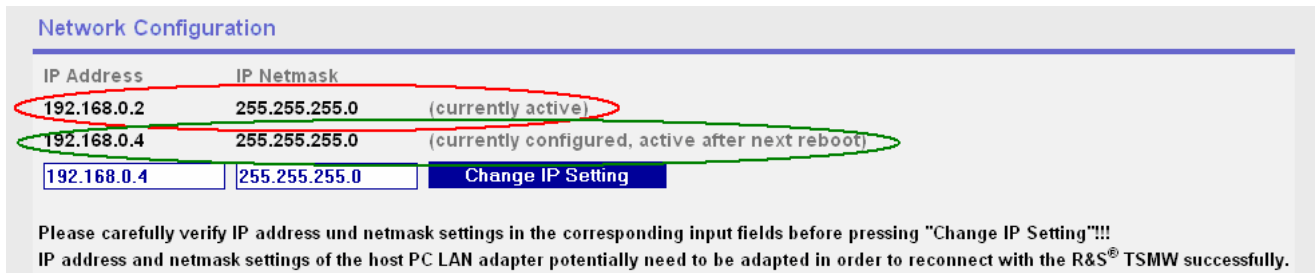 Network Configuration
IP Address IP Netmask
192.168.0.2 255.255.255.0 (currently active)
192.168.0.4 255.255.255.0 (currently configured, active after next reboot)
192.168.0.4 255.255.255.0 Change IP Setting
Please carefully verify IP address und netmask settings in the corresponding input fields before pressing "Change IP Setting"!!!
IP address and netmask settings of the host PC LAN adapter potentially need to be adapted in order to reconnect with the R&S® TSMW successfully.